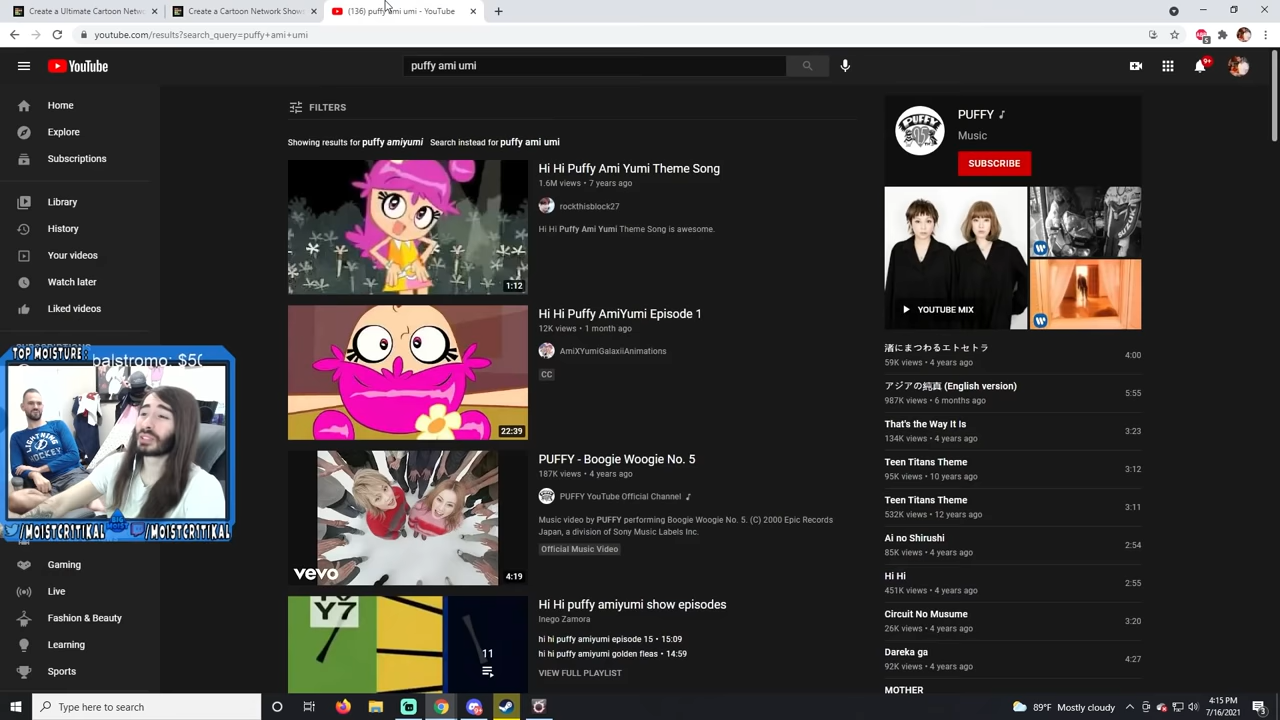 Create a Ultimate Cartoon Netwo
Create a Cartoon Network Show
(136) puffy ami umi - YouTube
youtube.com/results?search_query=puffy+ami+umi
5
YouTube
puffy ami umi
9+
Home
Explore
Subscriptions
Library
History
Your videos
Watch later
Liked videos
SUBSCRIPTIONS
Gaming
Live
Fashion & Beauty
Learning
Sports
TOP MOISTURE:
balstromo: $50
LIGHTNING
HOCKEY
BIG MOIST
/MOISTCR1TIKAL
/MOISTCR1TIKAL
FILTERS
Showing results for puffy amiyumi Search instead for puffy ami umi
1:12
Hi Hi Puffy Ami Yumi Theme Song
1.6M views • 7 years ago
rockthisblock27
Hi Hi Puffy Ami Yumi Theme Song is awesome.
22:39
Hi Hi Puffy AmiYumi Episode 1
12K views • 1 month ago
AmiXYumiGalaxiiAnimations
CC
vevo
4:19
PUFFY - Boogie Woogie No. 5
187K views • 4 years ago
PUFFY YouTube Official Channel
Music video by PUFFY performing Boogie Woogie No. 5. (C) 2000 Epic Records
Japan, a division of Sony Music Labels Inc.
Official Music Video
Y7
11
Hi Hi puffy amiyumi show episodes
Inego Zamora
hi hi puffy amiyumi episode 15 • 15:09
hi hi puffy amiyumi golden fleas • 14:59
VIEW FULL PLAYLIST
PUFFY
PUFFY
Music
SUBSCRIBE
YOUTUBE MIX
渚にまつわるエトセトラ
59K views • 4 years ago
4:00
アジアの純真 (English version)
987K views • 6 months ago
5:55
That's the Way It Is
134K views • 4 years ago
3:23
Teen Titans Theme
95K views • 10 years ago
3:12
Teen Titans Theme
532K views • 12 years ago
3:11
Ai no Shirushi
85K views • 4 years ago
2:54
Hi Hi
451K views • 4 years ago
2:55
Circuit No Musume
26K views • 4 years ago
3:20
Dareka ga
92K views • 4 years ago
4:27
MOTHER
Type here to search
89°F Mostly cloudy
4:15 PM
7/16/2021